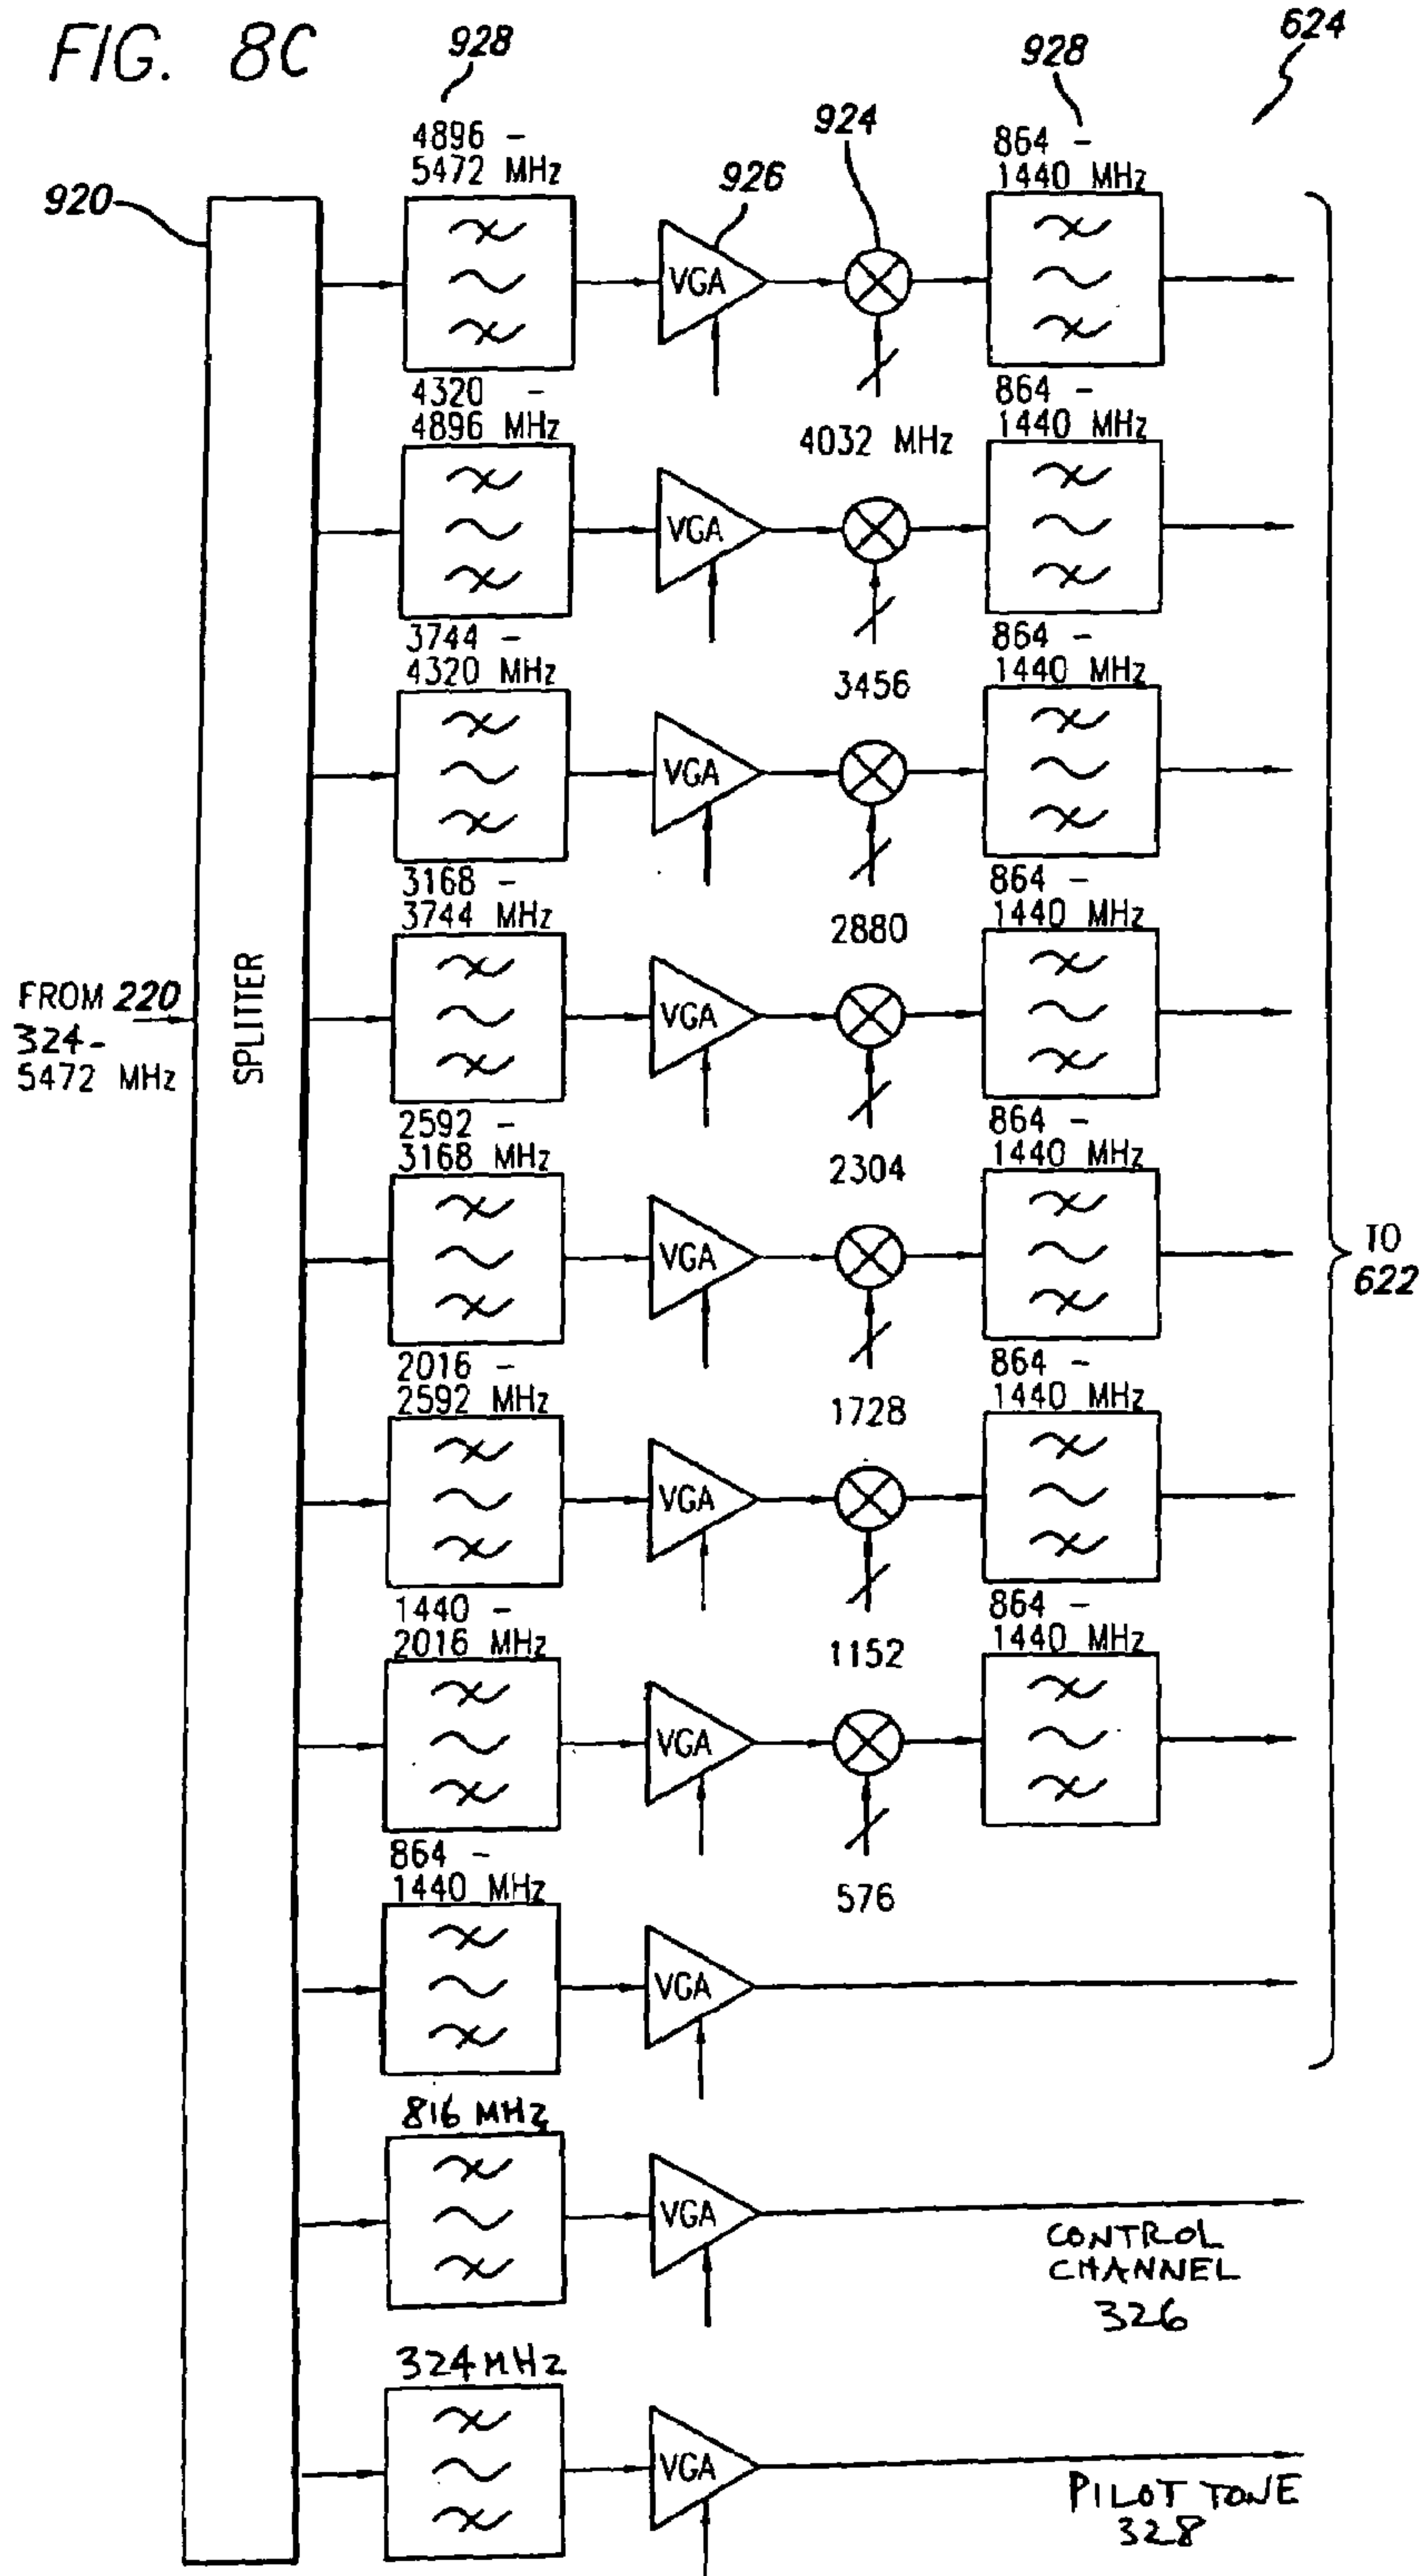 FIG. 8C
928
928
624
924
926
920
4896 -
5472 MHz
864 -
1440 MHz
VGA
4032 MHz
4320 -
4896 MHz
864 -
1440 MHz
VGA
3456
3744 -
4320 MHz
864 -
1440 MHz
VGA
2880
3168 -
3744 MHz
864 -
1440 MHz
VGA
2304
FROM 220
324-
5472 MHz
SPLITTER
2592 -
3168 MHz
864 -
1440 MHz
VGA
1728
TO
622
2016 -
2592 MHz
864 -
1440 MHz
VGA
1152
1440 -
2016 MHz
864 -
1440 MHz
VGA
576
864 -
1440 MHz
VGA
816 MHz
VGA
CONTROL
CHANNEL
326
324MHz
VGA
PILOT TONE
328